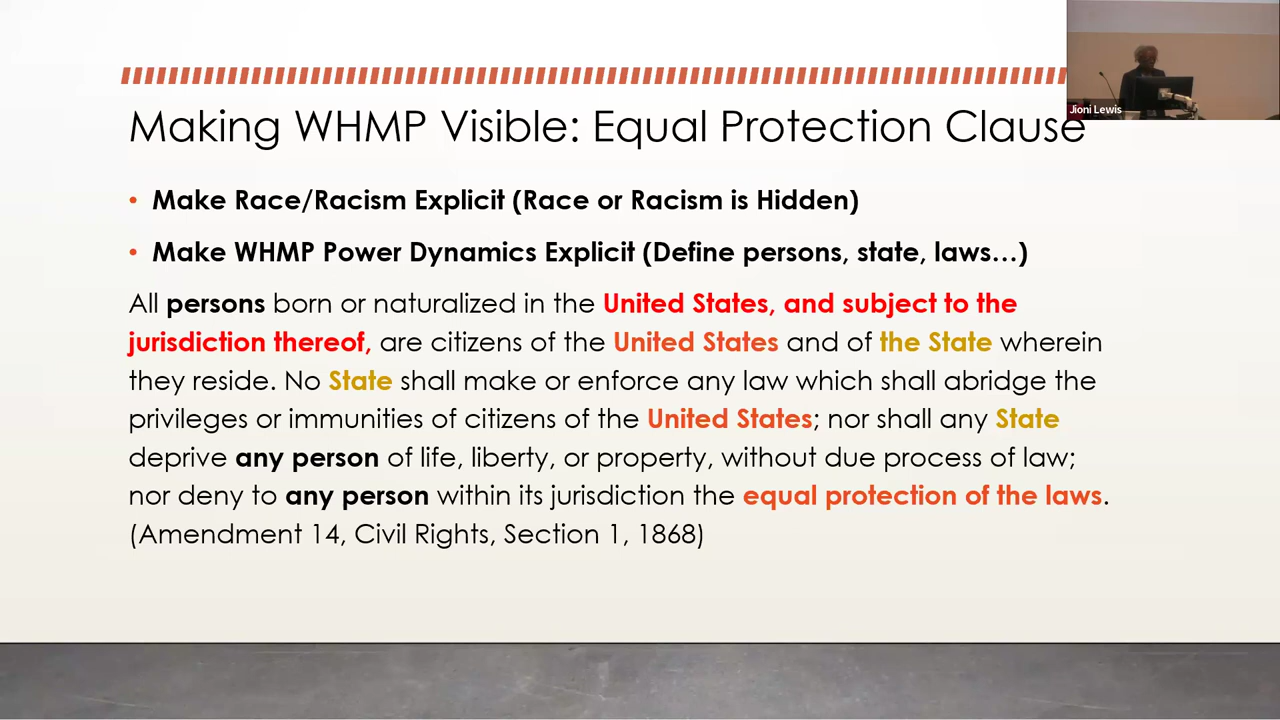 Jioni Lewis
Making WHMP Visible: Equal Protection Clause
• Make Race/Racism Explicit (Race or Racism is Hidden)
• Make WHMP Power Dynamics Explicit (Define persons, state, laws…)
All persons born or naturalized in the United States, and subject to the
jurisdiction thereof, are citizens of the United States and of the State wherein
they reside. No State shall make or enforce any law which shall abridge the
privileges or immunities of citizens of the United States; nor shall any State
deprive any person of life, liberty, or property, without due process of law;
nor deny to any person within its jurisdiction the equal protection of the laws.
(Amendment 14, Civil Rights, Section 1, 1868)